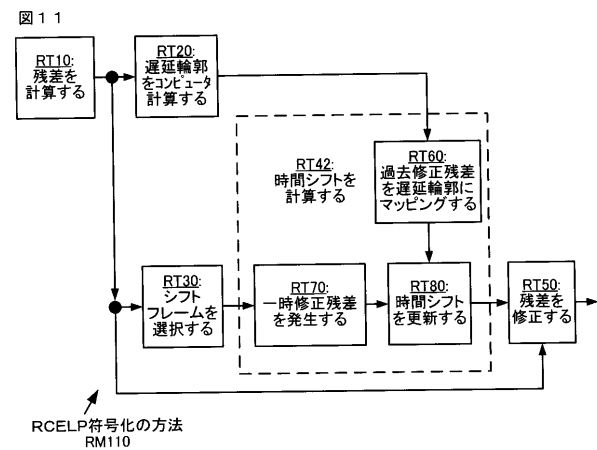 図１１
RT10:
残差を
計算する
RT20:
遅延輪郭
をコンピュータ
計算する
RT42:
時間シフトを
計算する
RT60:
過去修正残差
を遅延輪郭に
マッピングする
RT30:
シフト
フレームを
選択する
RT70:
一時修正残差
を発生する
RT80:
時間シフト
を更新する
RT50:
残差を
修正する
RCELP符号化の方法
RM110